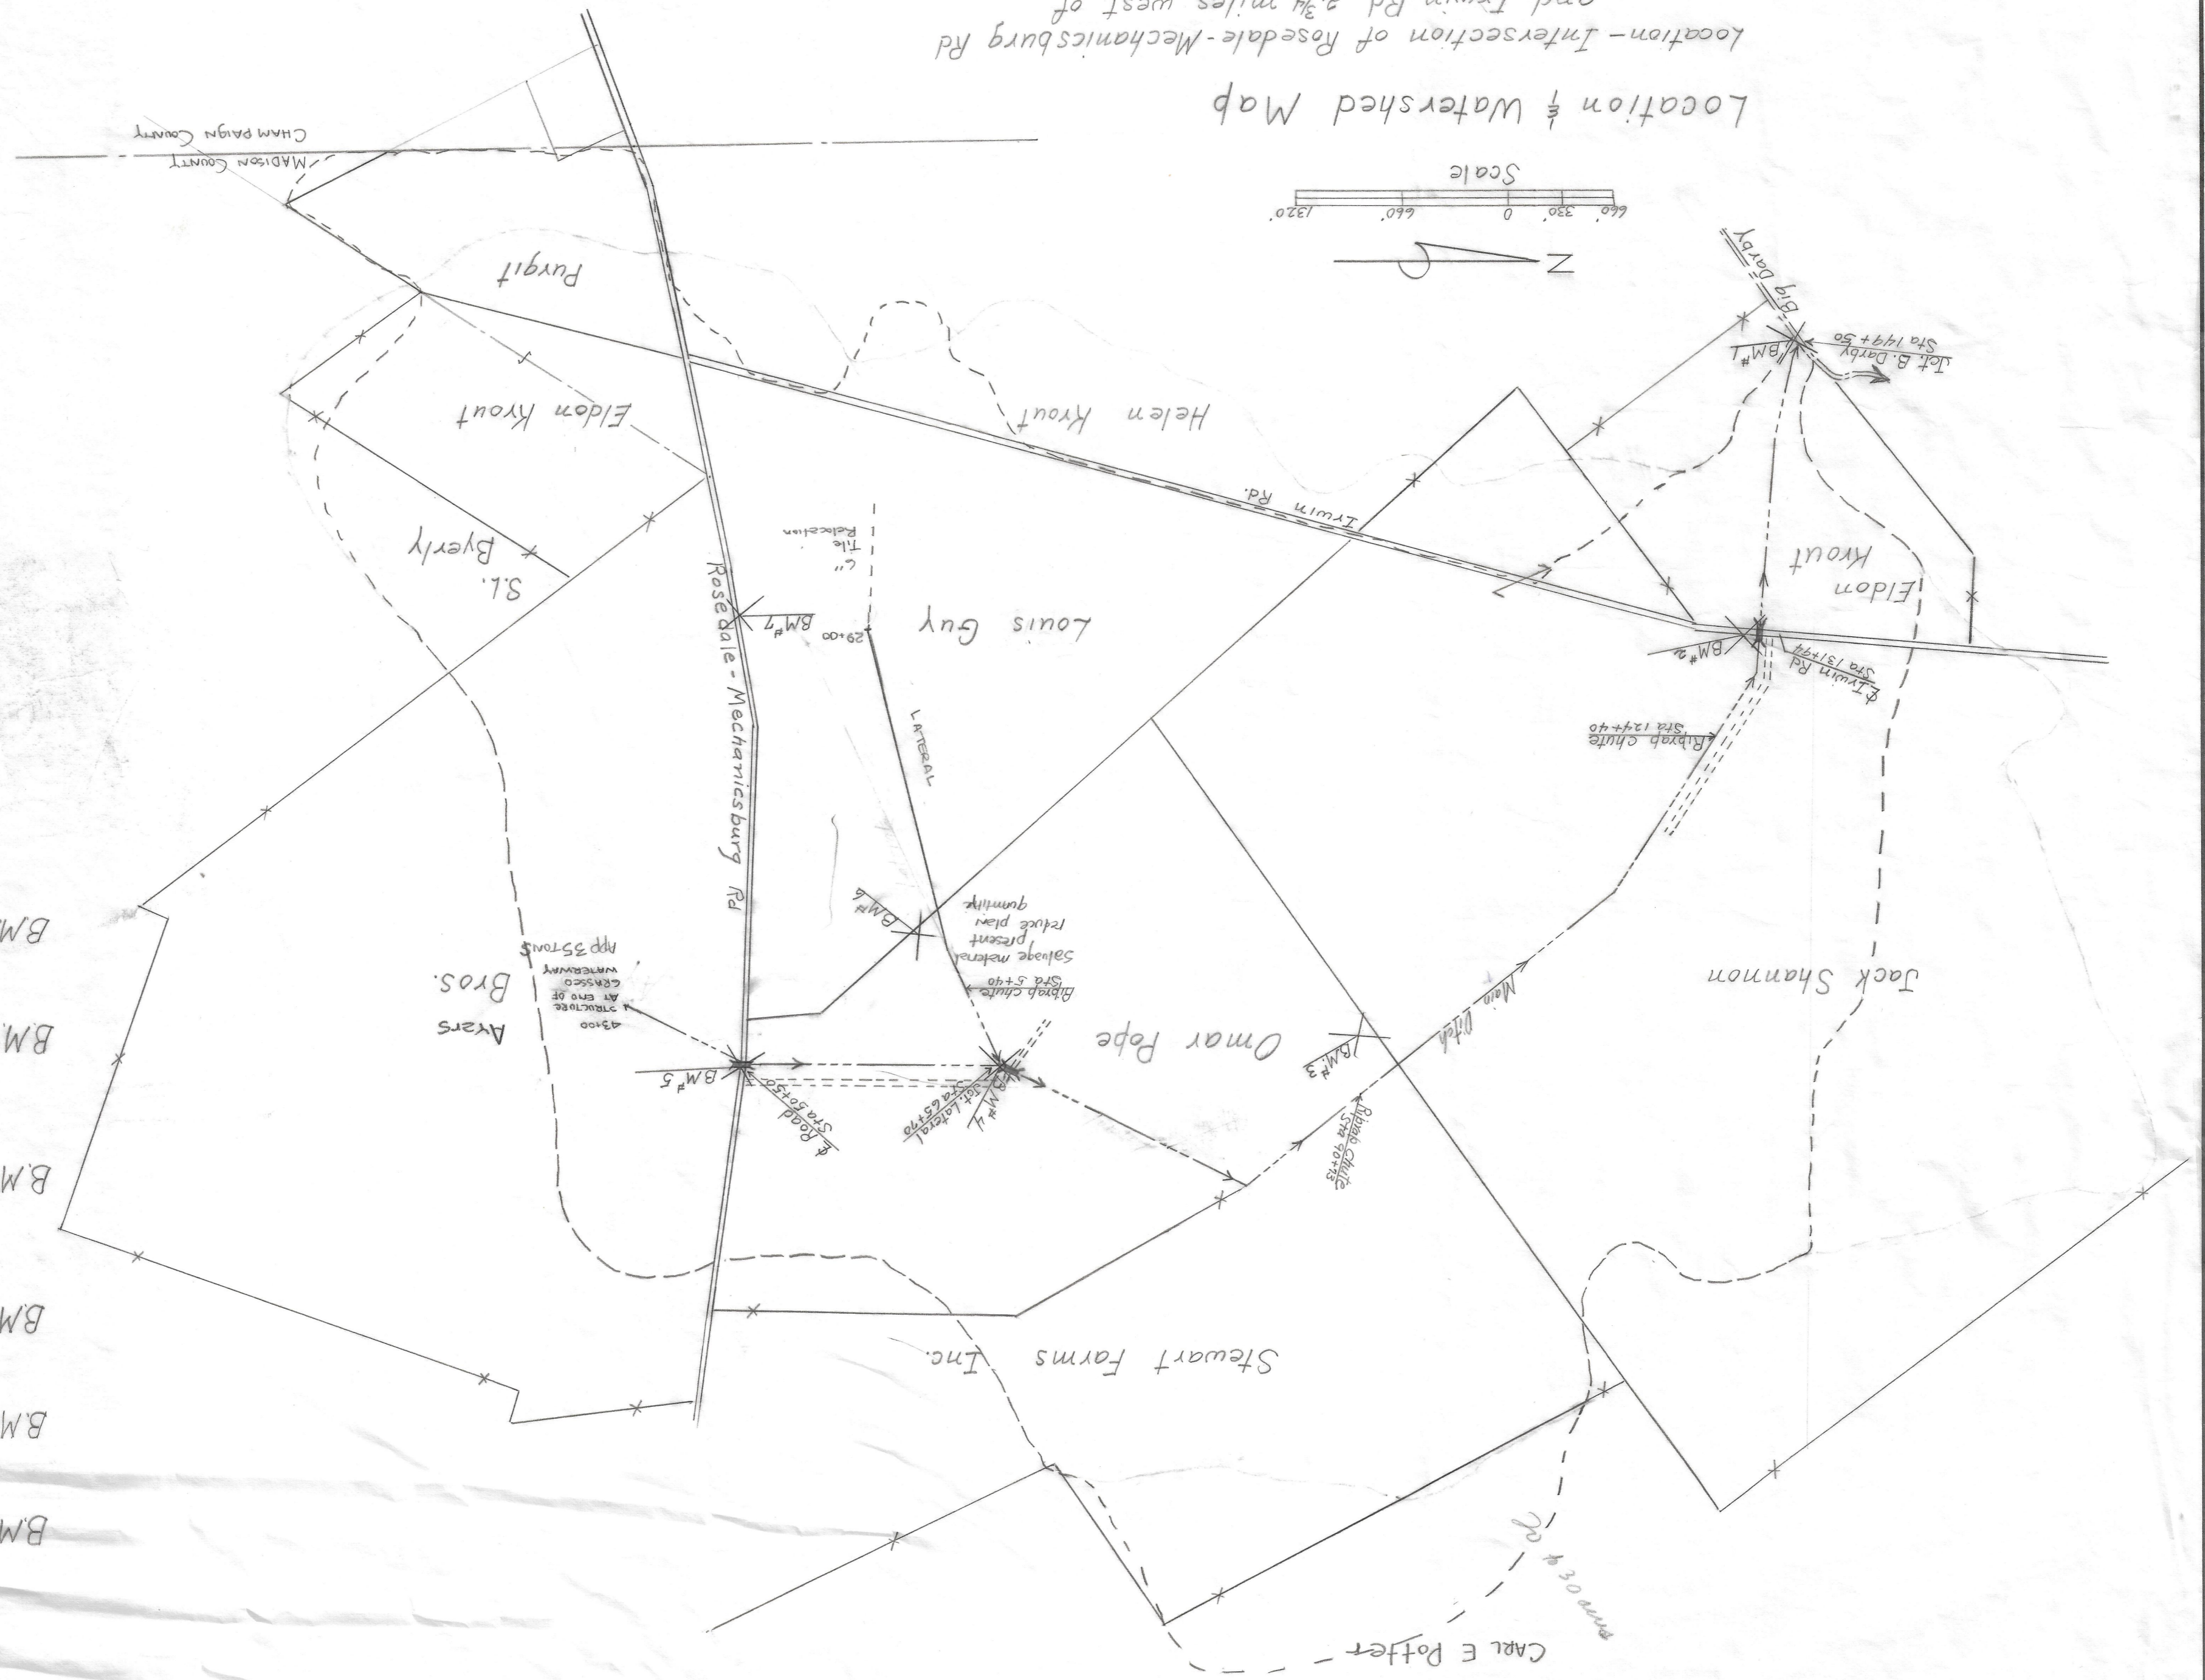 CARL E Potter
B.M.
Stewart Farms Inc.
B.M.
B.M.
Riprap Chute
Sta 90+73
B.M.
℄ Road
Sta 50+50
Jct. Lateral
Sta 65+70
BM#4
BM#5
B.M.#3
Omar Pope
Main Ditch
Ayers
Bros.
43+00
STRUCTURE
AT END OF
GRASSED
WATERWAY
APP 35 TONS
B.M.
Riprap chute
Sta 5+40
Salvage material
present
reduce plan
Jack Shannon
BM#6
B.M.
LATERAL
Riprap chute
Sta 124+40
Rosedale - Mechanicsburg Rd
℄ Irwin Rd
Sta 131+94
BM#2
Louis Guy
29+00
BM#7
S.L.
Byerly
6"
Tile
Relocation
Eldon
Krout
Irwin Rd.
Helen Krout
Eldon Krout
Jct. B. Darby
Sta 149+50
BM#1
Big Darby
Purgit
N
660' 330' 0 660' 1320'
Scale
MADISON COUNTY
CHAMPAIGN COUNTY
Location & Watershed Map
Location - Intersection of Rosedale - Mechanicsburg Rd
and Irwin Rd 2 3/4 miles west of